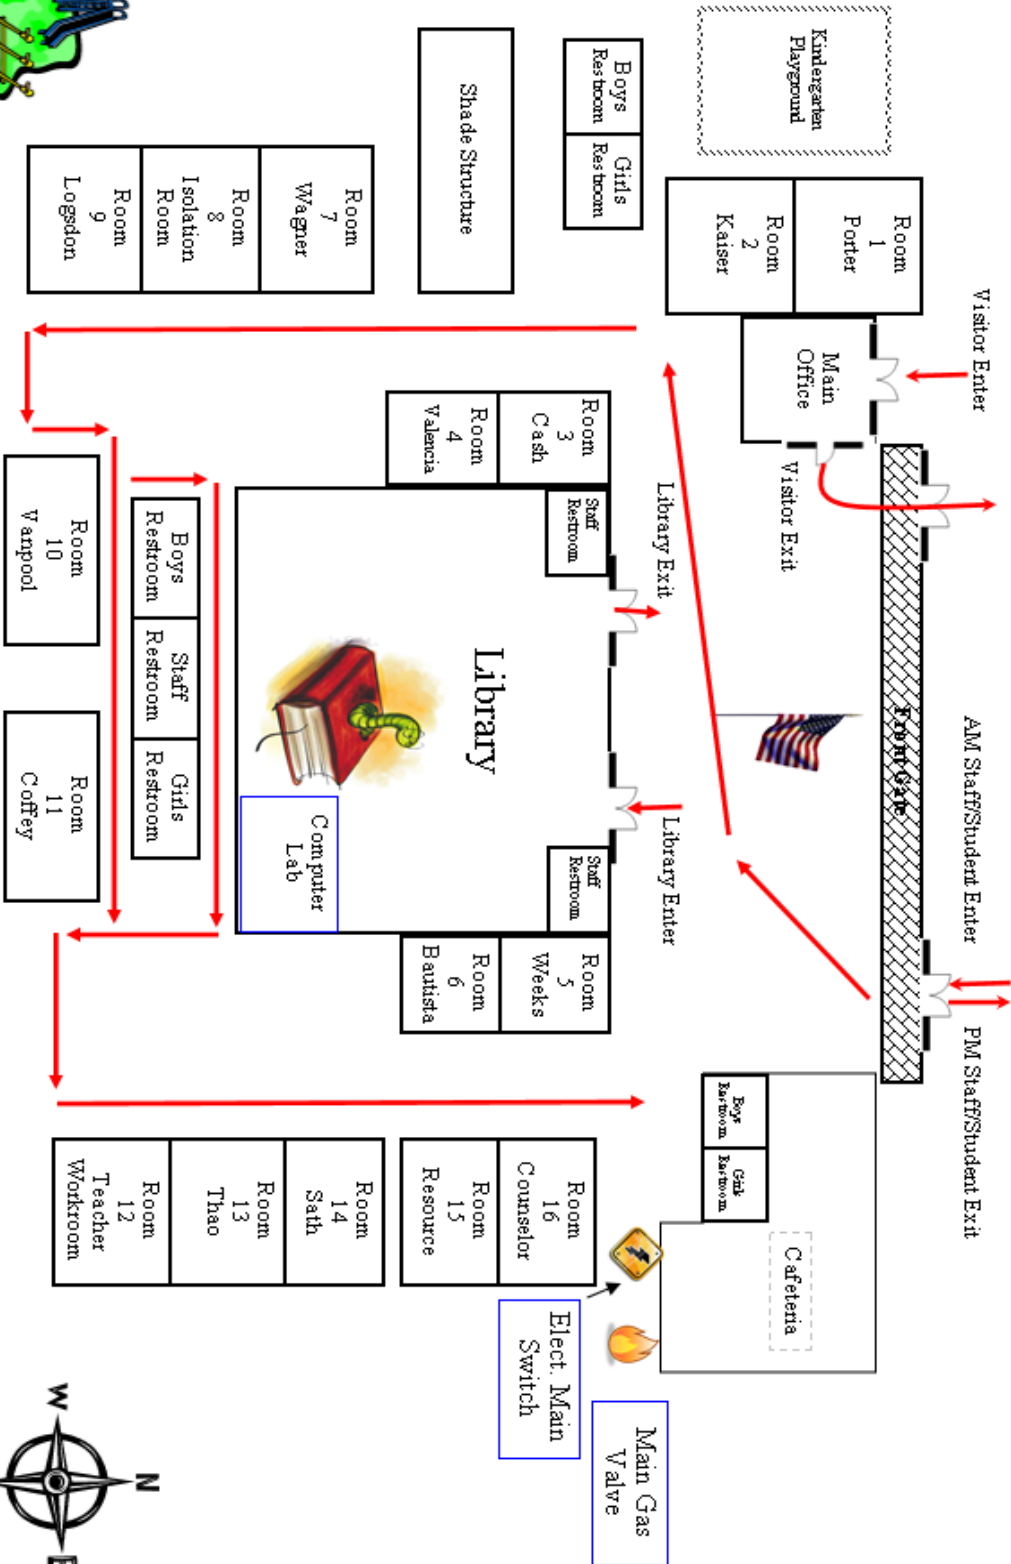 Kindergarten
Playground
Boys
Restroom
Girls
Restroom
Shade Structure
Room
1
Porter
Room
2
Kaiser
Room
7
Wagner
Room
8
Isolation
Room
Room
9
Logsdon
Visitor Enter
Main
Office
Visitor Exit
Front Gate
AM Staff/Student Enter
PM Staff/Student Exit
Room
3
Cash
Room
4
Valencia
Staff
Restroom
Library Exit
Library
Library Enter
Staff
Restroom
Computer
Lab
Room
5
Weeks
Room
6
Bautista
Boys
Restroom
Staff
Restroom
Girls
Restroom
Room
10
Vanpool
Room
11
Coffey
Boys
Restroom
Girls
Restroom
Cafeteria
Room
16
Counselor
Room
15
Resource
Room
14
Sath
Room
13
Thao
Room
12
Teacher
Workroom
Elect. Main
Switch
Main Gas
Valve
N
W
E